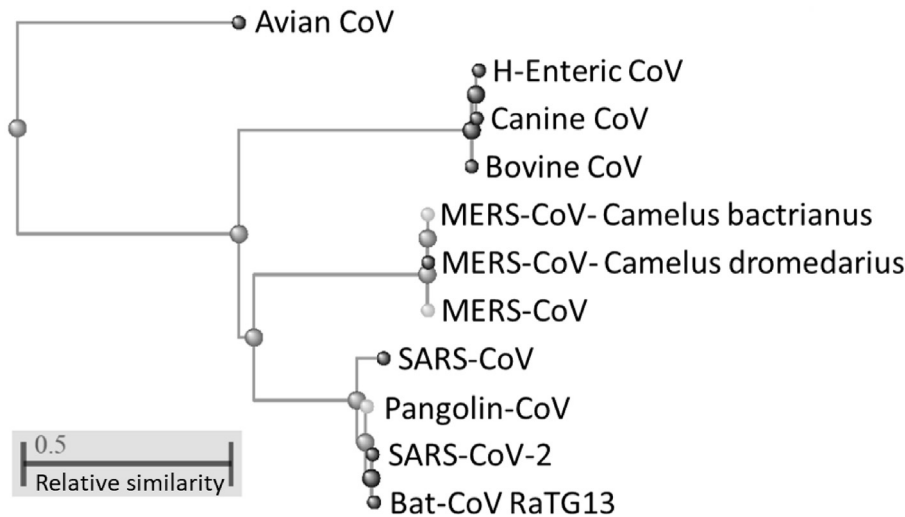 Avian CoV
H-Enteric CoV
Canine CoV
Bovine CoV
MERS-CoV- Camelus bactrianus
MERS-CoV- Camelus dromedarius
MERS-CoV
SARS-CoV
Pangolin-CoV
SARS-CoV-2
Bat-CoV RaTG13
0.5
Relative similarity